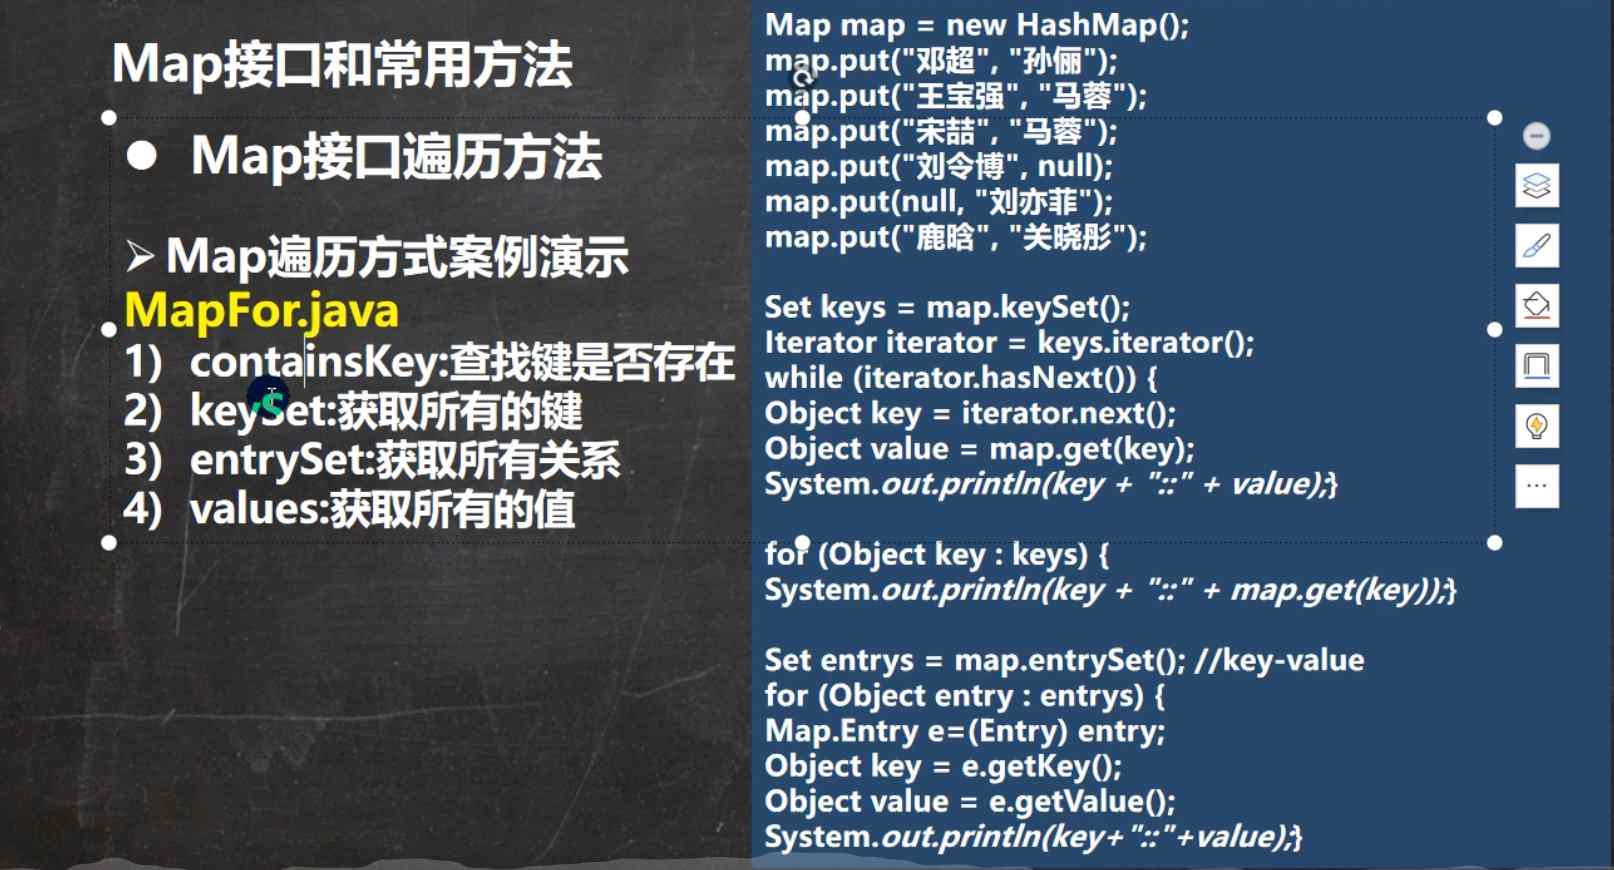 Map接口和常用方法
● Map接口遍历方法
➢ Map遍历方式案例演示
MapFor.java
1) containsKey:查找键是否存在
2) keySet:获取所有的键
3) entrySet:获取所有关系
4) values:获取所有的值
Map map = new HashMap();
map.put("邓超", "孙俪");
map.put("王宝强", "马蓉");
map.put("宋喆", "马蓉");
map.put("刘令博", null);
map.put(null, "刘亦菲");
map.put("鹿晗", "关晓彤");
Set keys = map.keySet();
Iterator iterator = keys.iterator();
while (iterator.hasNext()) {
Object key = iterator.next();
Object value = map.get(key);
System.out.println(key + "::" + value);}
for (Object key : keys) {
System.out.println(key + "::" + map.get(key));}
Set entrys = map.entrySet(); //key-value
for (Object entry : entrys) {
Map.Entry e=(Entry) entry;
Object key = e.getKey();
Object value = e.getValue();
System.out.println(key+"::"+value);}